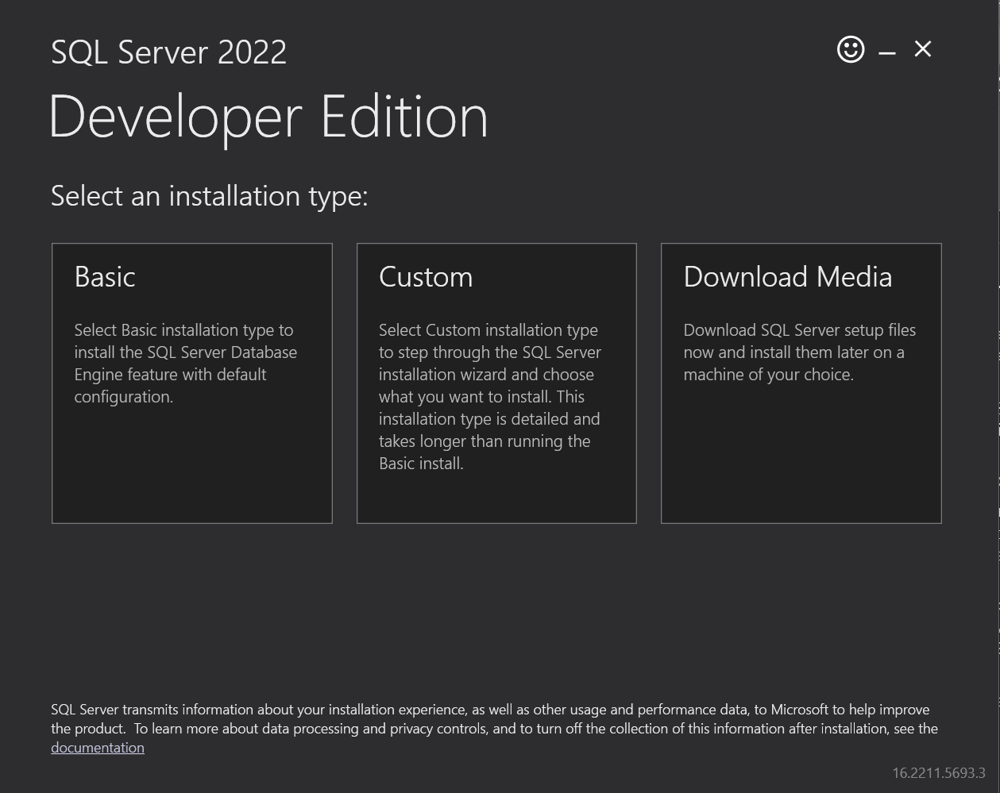 SQL Server 2022
Developer Edition
Select an installation type:
Basic
Select Basic installation type to
install the SQL Server Database
Engine feature with default
configuration.
Custom
Select Custom installation type
to step through the SQL Server
installation wizard and choose
what you want to install. This
installation type is detailed and
takes longer than running the
Basic install.
Download Media
Download SQL Server setup files
now and install them later on a
machine of your choice.
SQL Server transmits information about your installation experience, as well as other usage and performance data, to Microsoft to help improve
the product.  To learn more about data processing and privacy controls, and to turn off the collection of this information after installation, see the
documentation
16.2211.5693.3